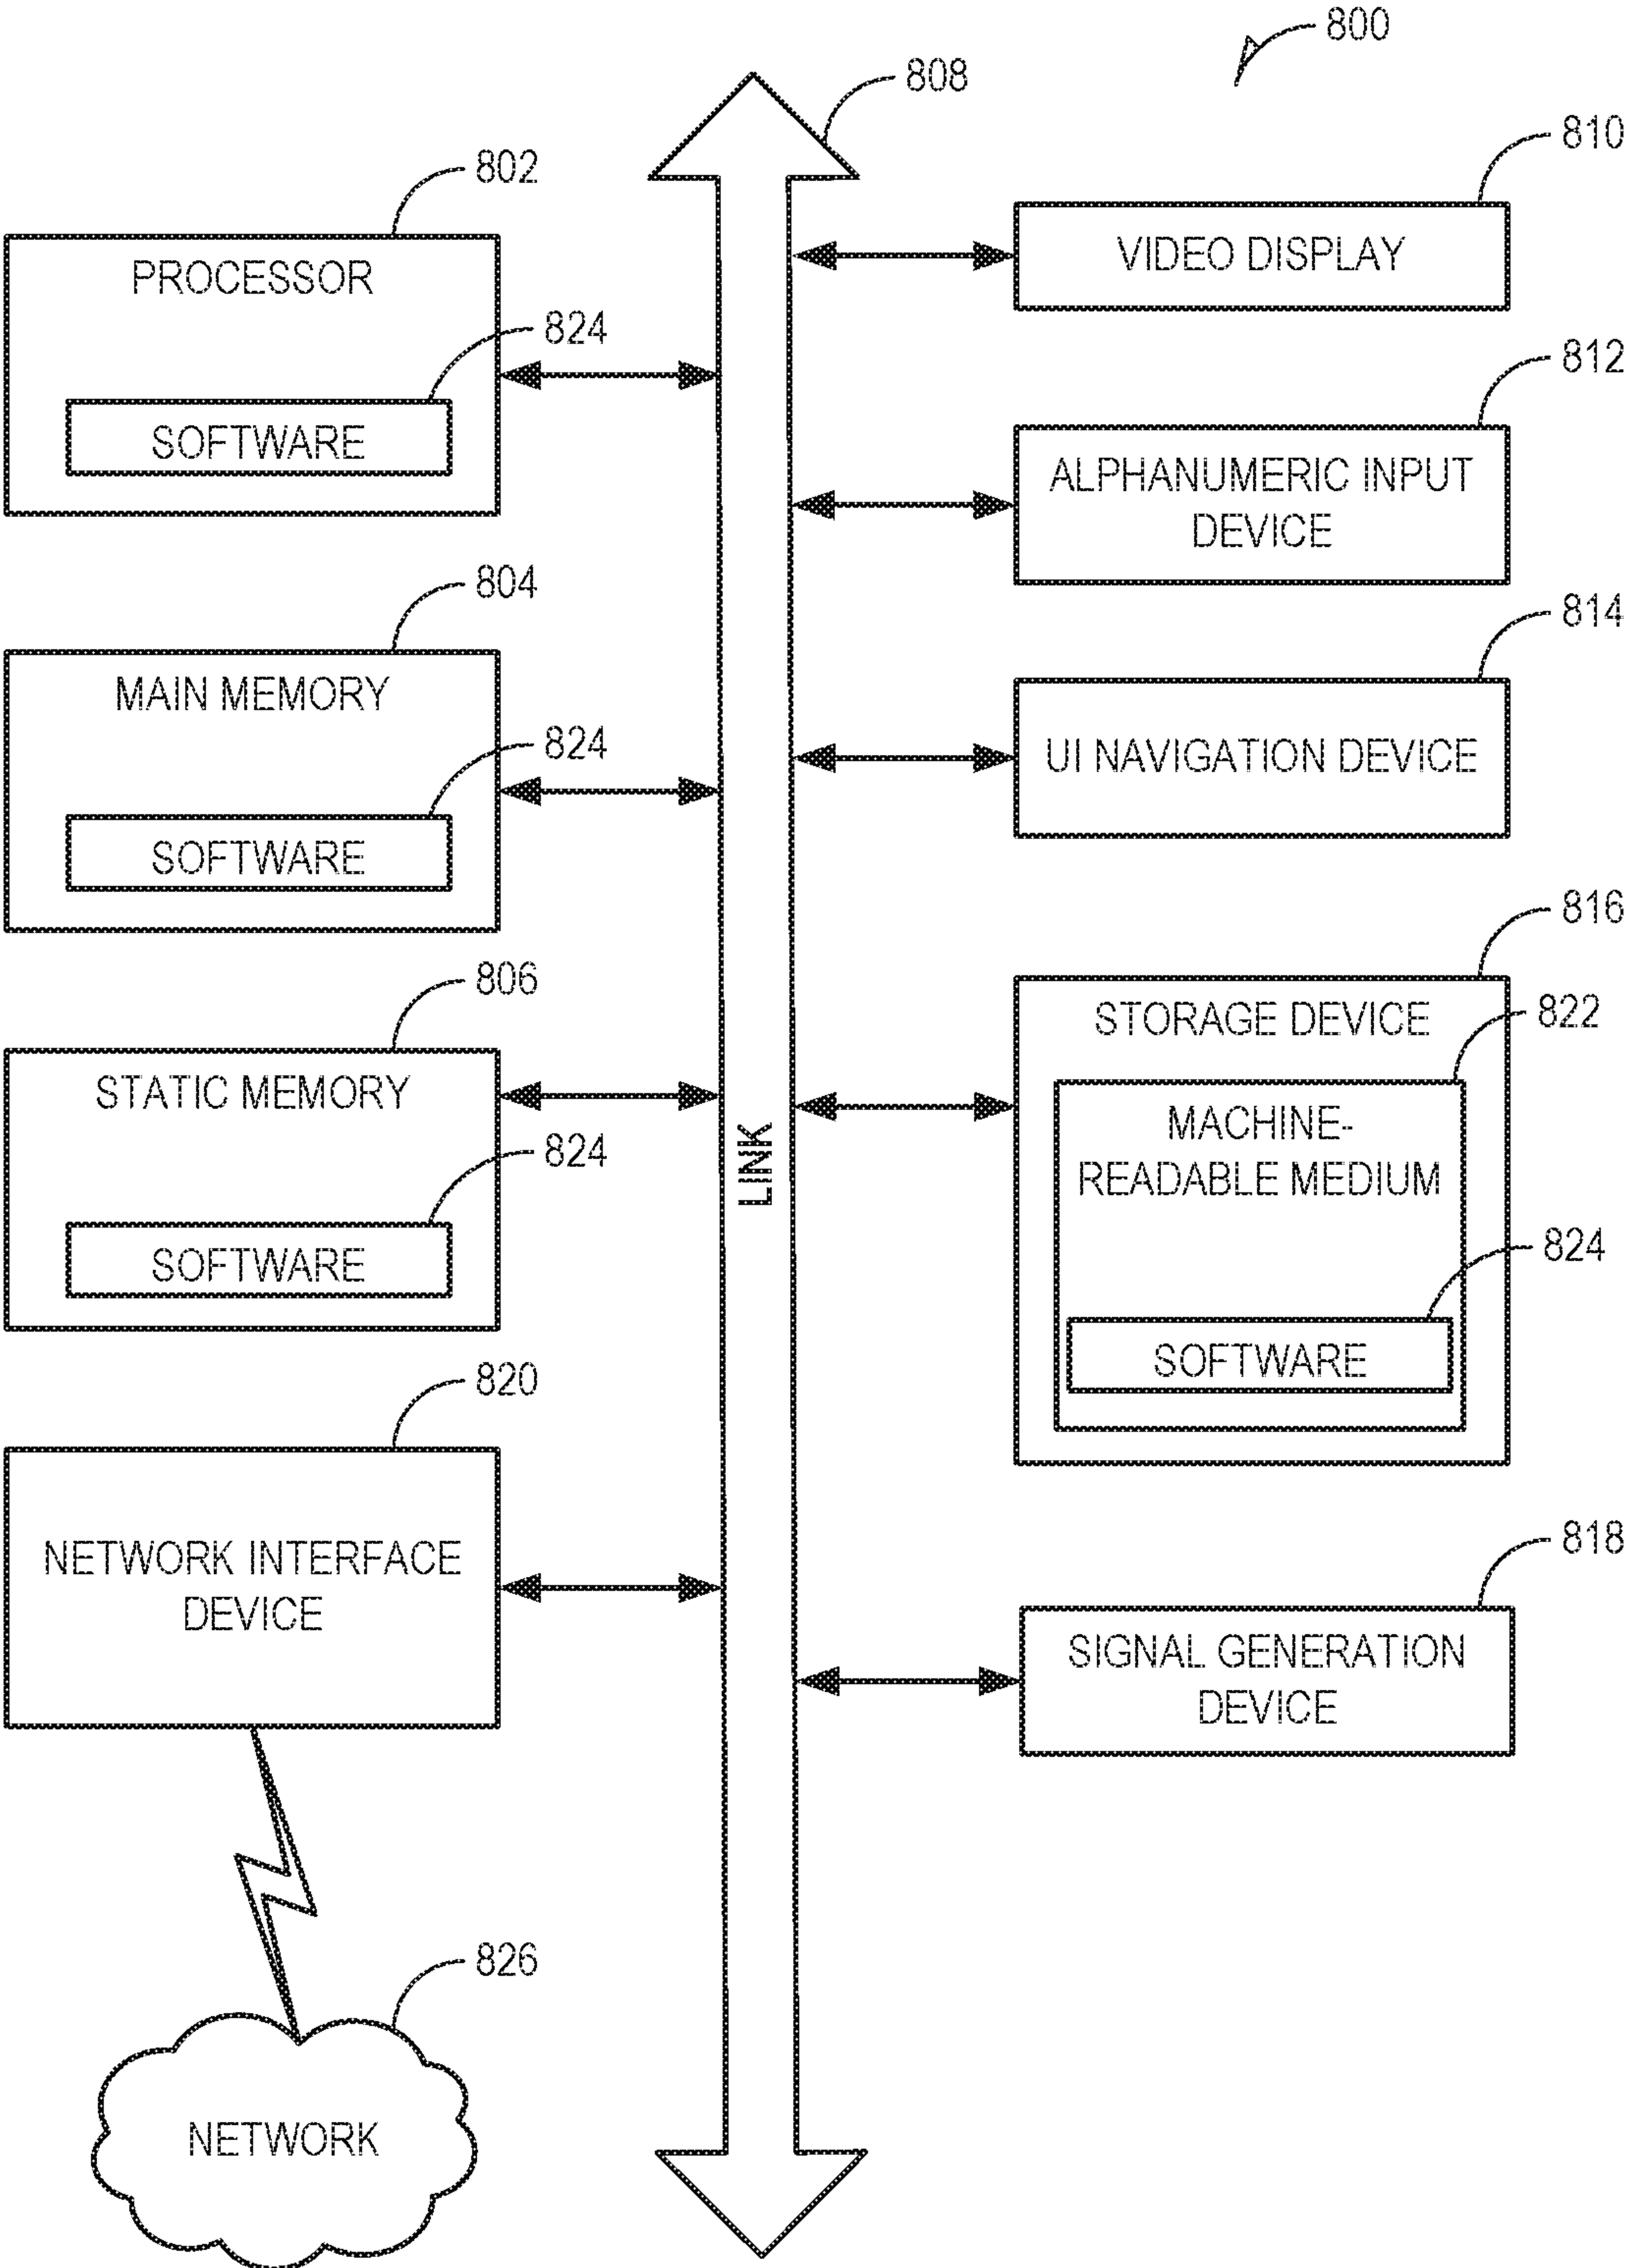 800
808
810
802
VIDEO DISPLAY
PROCESSOR
824
812
SOFTWARE
ALPHANUMERIC INPUT
DEVICE
804
814
MAIN MEMORY
824
UI NAVIGATION DEVICE
SOFTWARE
816
806
STORAGE DEVICE
822
STATIC MEMORY
MACHINE-
READABLE MEDIUM
824
LINK
824
SOFTWARE
SOFTWARE
820
818
NETWORK INTERFACE
DEVICE
SIGNAL GENERATION
DEVICE
826
NETWORK